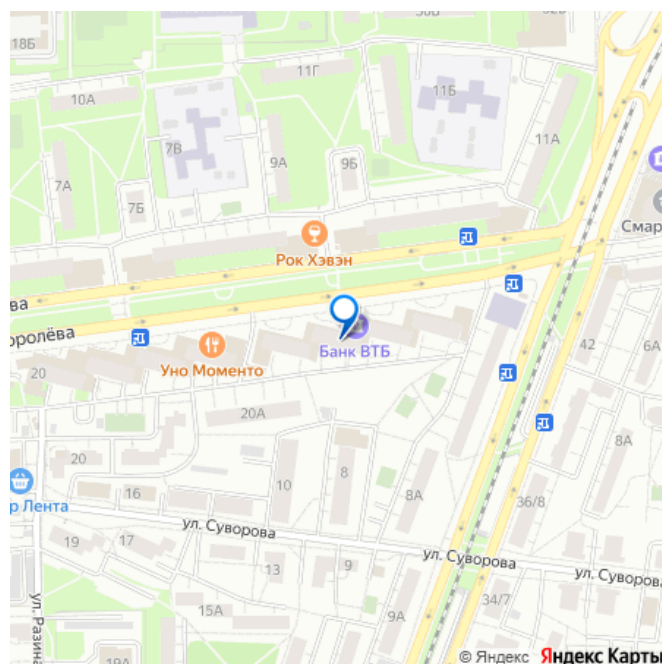 18Б
11Г
10А
11Б
7В
9А
9Б
11А
7А
7Б
Рок Хэвэн
Смар
ва
оролёва
Банк ВТБ
Уно Моменто
42
6А
20
20А
8А
20
16
10
8
8А
36/8
р Лента
ул. Суворова
ул. Суворова
ул. Суворова
19
17
13
9
15А
9А
34/7
ул. Разина
19А
© Яндекс Яндекс Карты